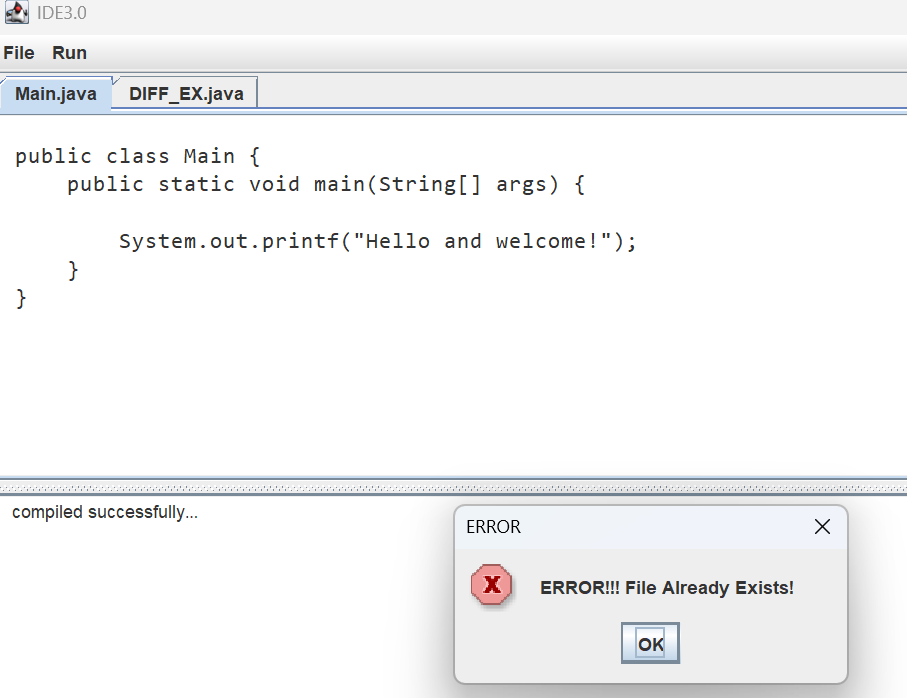 IDE3.0
File Run
Main.java DIFF_EX.java
public class Main {
    public static void main(String[] args) {
        System.out.printf("Hello and welcome!");
    }
}
compiled successfully...
ERROR
X
ERROR!!! File Already Exists!
OK